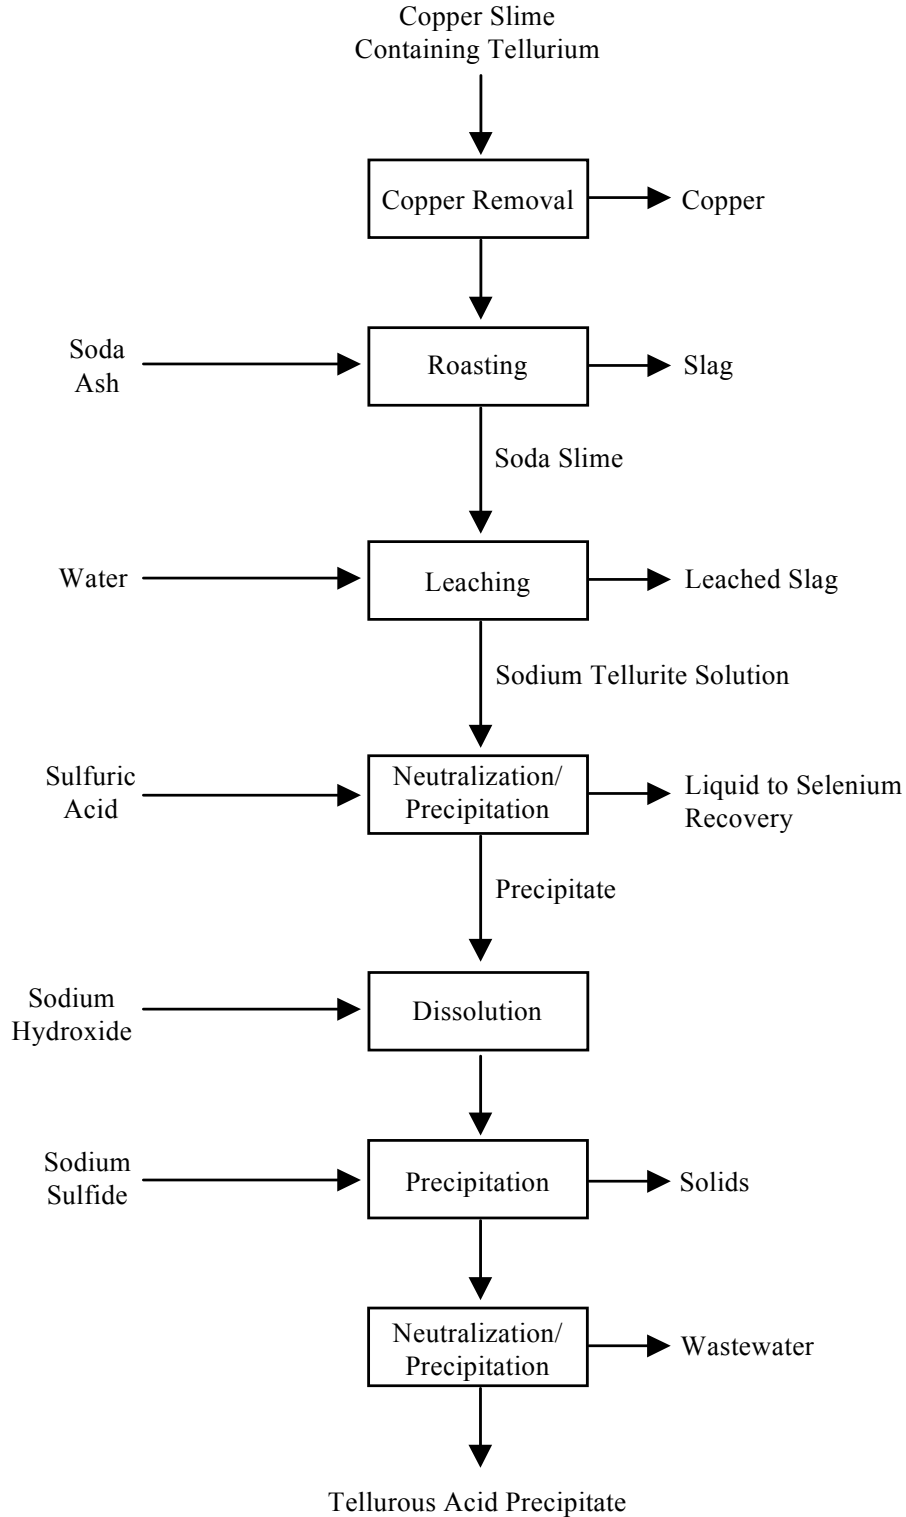 Copper Slime
Containing Tellurium
Copper Removal
Copper
Soda
Ash
Roasting
Slag
Soda Slime
Water
Leaching
Leached Slag
Sodium Tellurite Solution
Sulfuric
Acid
Neutralization/
Precipitation
Liquid to Selenium
Recovery
Precipitate
Sodium
Hydroxide
Dissolution
Sodium
Sulfide
Precipitation
Solids
Neutralization/
Precipitation
Wastewater
Tellurous Acid Precipitate